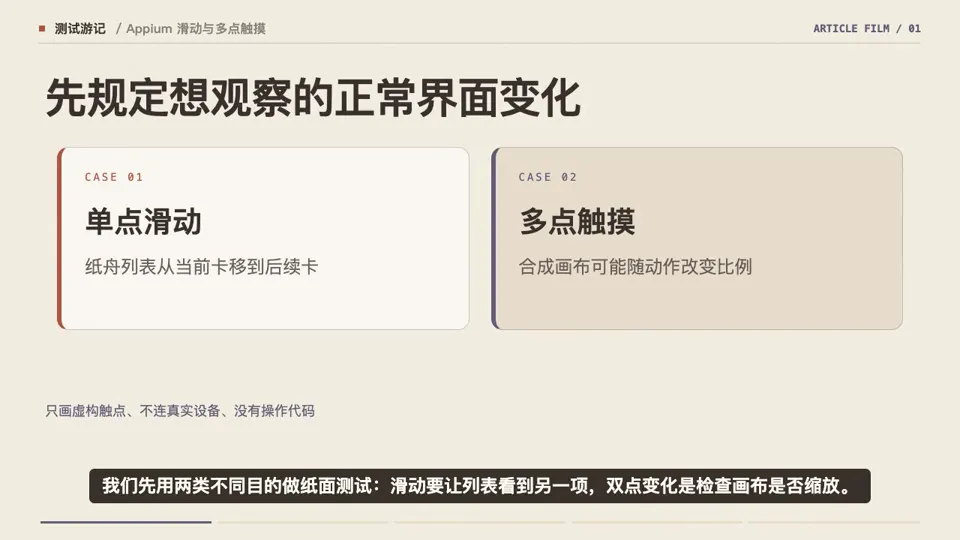 测试游记 / Appium 滑动与多点触摸
ARTICLE FILM / 01
先规定想观察的正常界面变化
CASE 01
单点滑动
纸舟列表从当前卡移到后续卡
CASE 02
多点触摸
合成画布可能随动作改变比例
只画虚构触点、不连真实设备、没有操作代码
我们先用两类不同目的做纸面测试：滑动要让列表看到另一项，双点变化是检查画布是否缩放。